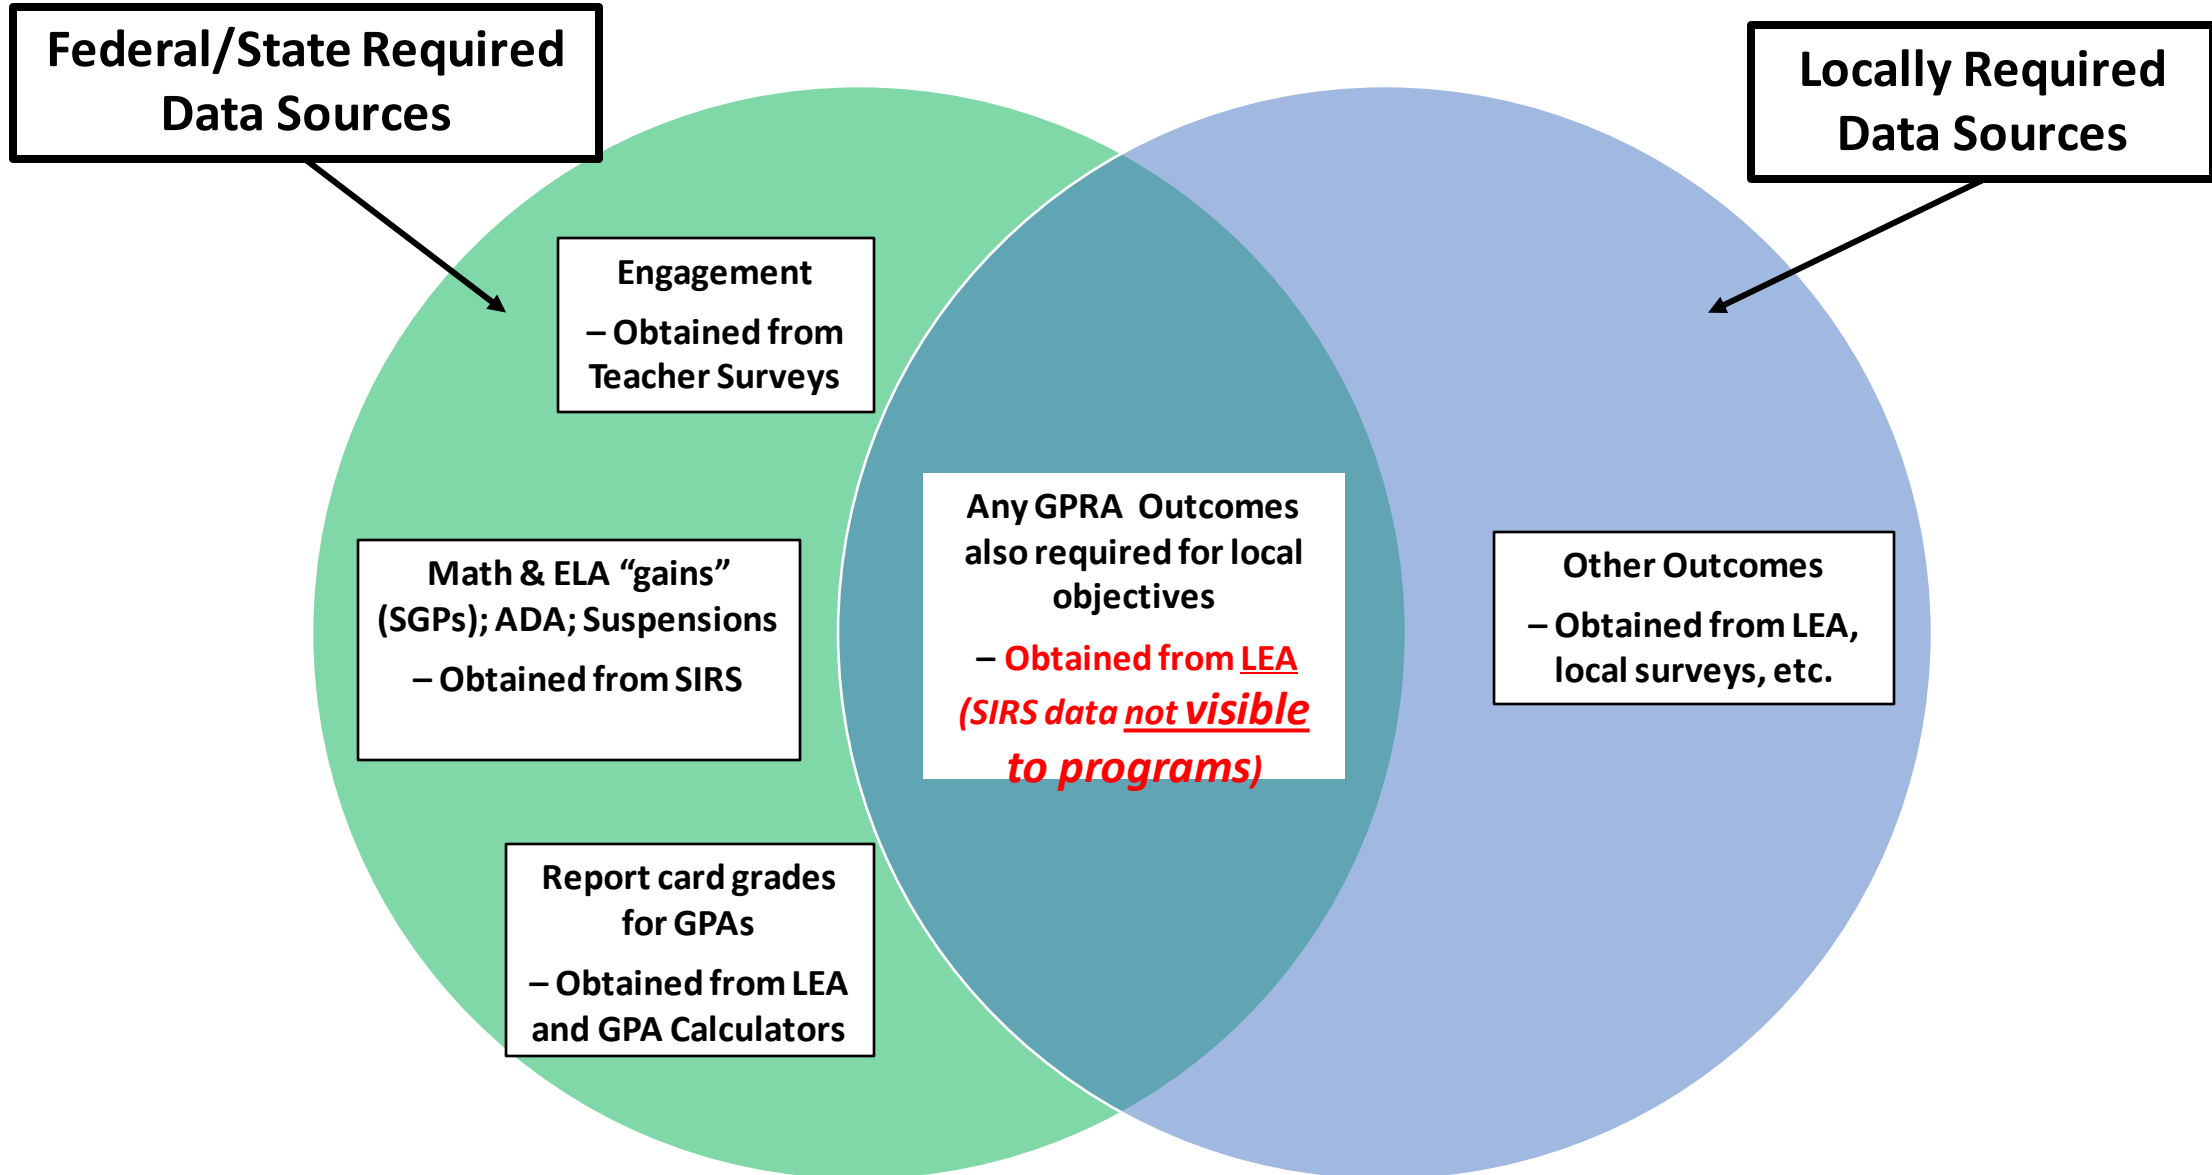 Federal/State Required
Data Sources
Locally Required
Data Sources
Engagement
– Obtained from
Teacher Surveys
Math & ELA “gains”
(SGPs); ADA; Suspensions
– Obtained from SIRS
Report card grades
for GPAs
– Obtained from LEA
and GPA Calculators
Any GPRA Outcomes
also required for local
objectives
– Obtained from LEA
(SIRS data not visible
to programs)
Other Outcomes
– Obtained from LEA,
local surveys, etc.